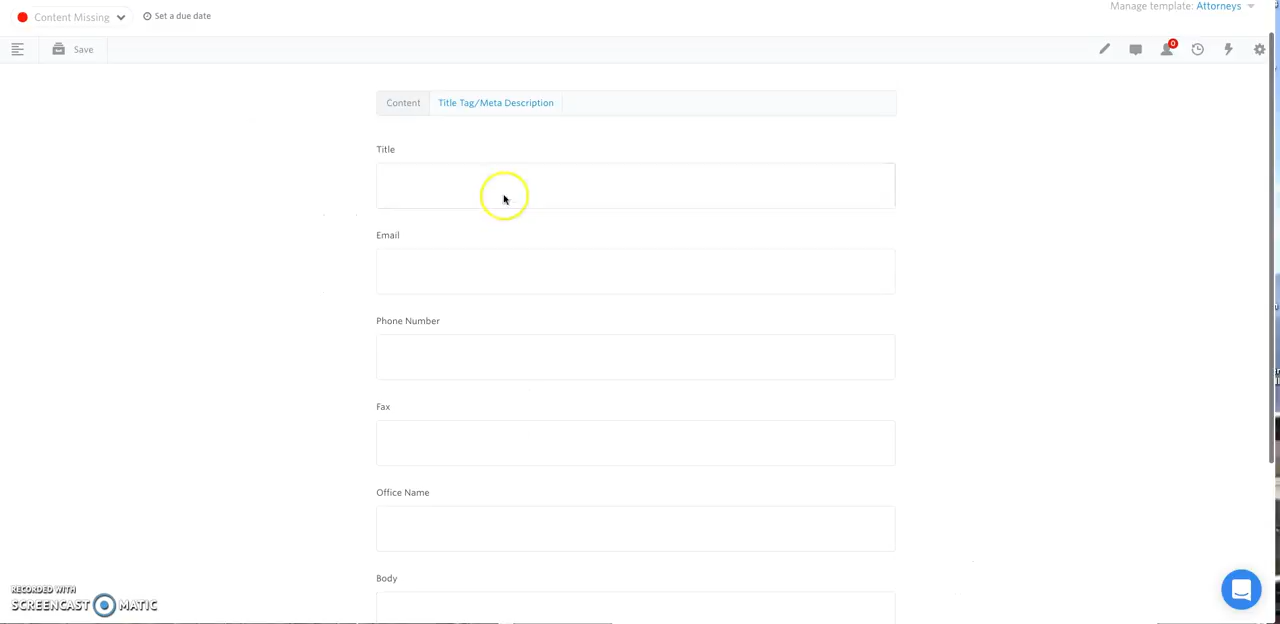 Content Missing
Set a due date
Manage template: Attorneys
Save
0
Content
Title Tag/Meta Description
Title
Email
Phone Number
Fax
Office Name
Body
RECORDED WITH
SCREENCAST MATIC